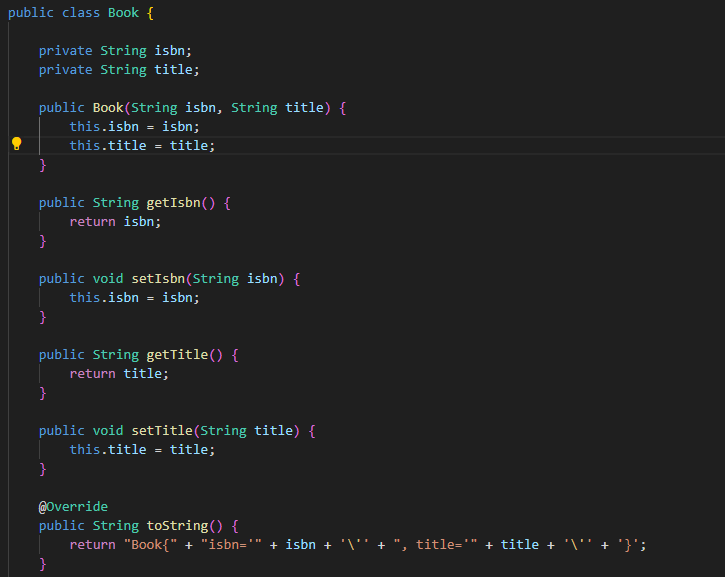 public class Book {
private String isbn;
private String title;
public Book(String isbn, String title) {
this.isbn = isbn;
this.title = title;
}
public String getIsbn() {
return isbn;
}
public void setIsbn(String isbn) {
this.isbn = isbn;
}
public String getTitle() {
return title;
}
public void setTitle(String title) {
this.title = title;
}
@Override
public String toString() {
return "Book{" + "isbn='" + isbn + '\'' + ", title='" + title + '\'' + '}';
}